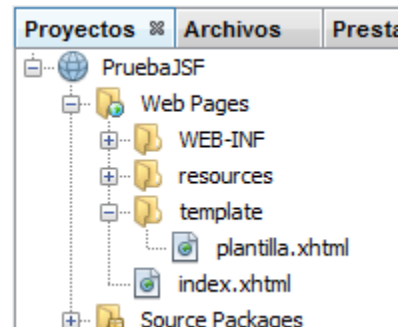 Proyectos Archivos Presta
PruebaJSF
Web Pages
WEB-INF
resources
template
plantilla.xhtml
index.xhtml
Source Packages